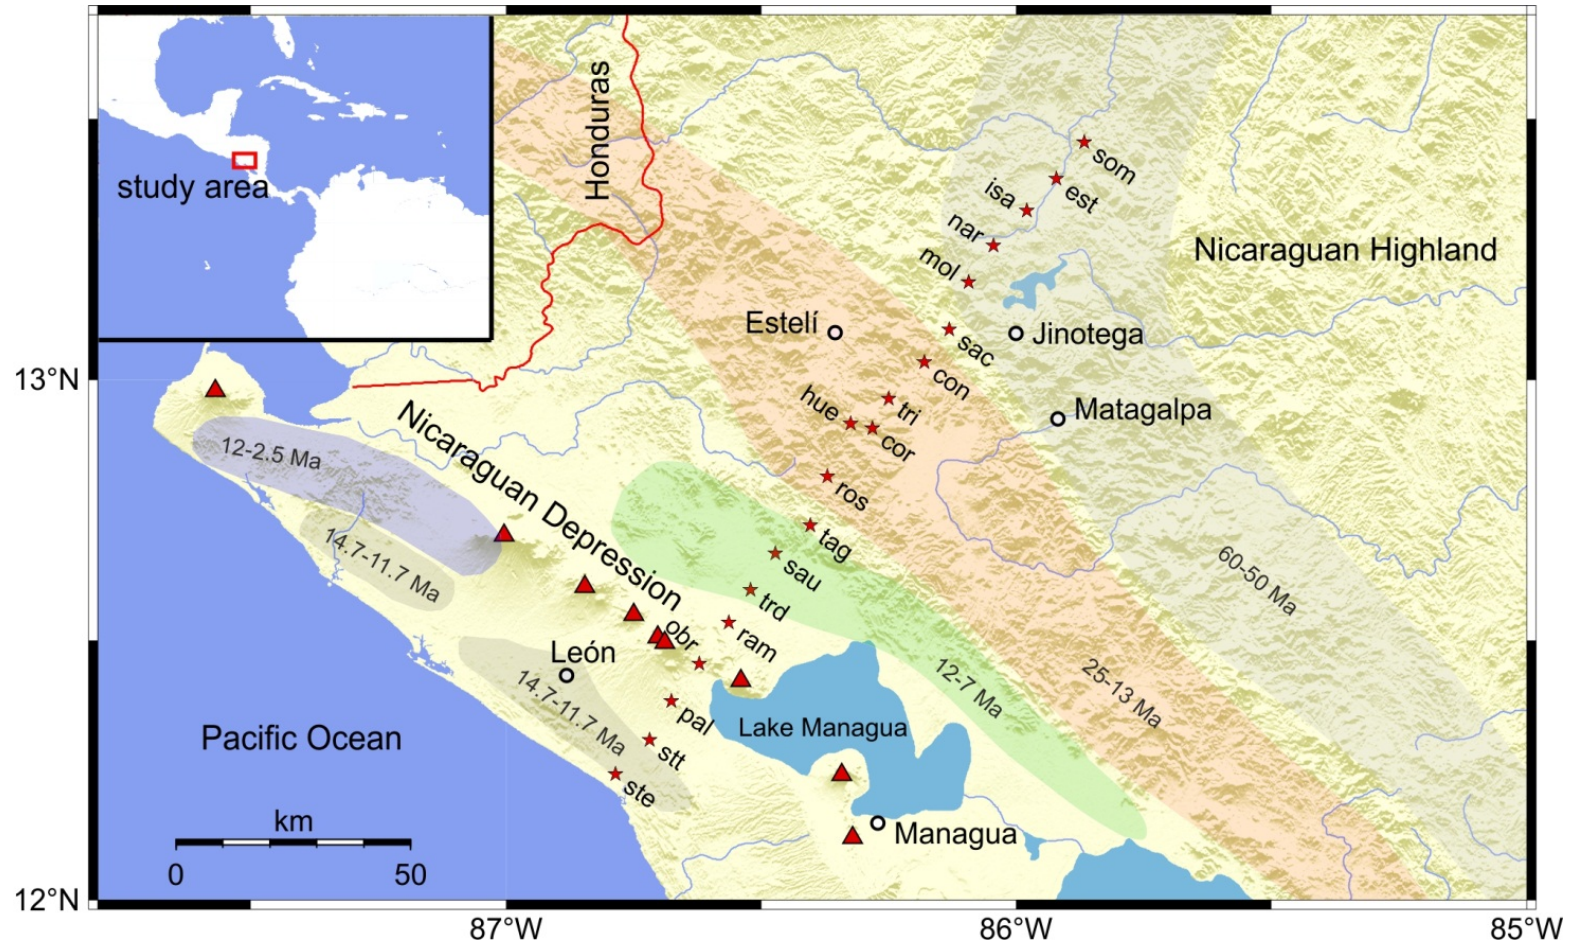 study area
Honduras
som
est
isa
nar
mol
Nicaraguan Highland
Estelí
Jinotega
sac
con
13°N
hue
tri
Matagalpa
cor
12-2.5 Ma
Nicaraguan Depression
ros
14.7-11.7 Ma
tag
sau
60-50 Ma
trd
obr
ram
León
14.7-11.7 Ma
12-7 Ma
25-13 Ma
pal
Lake Managua
Pacific Ocean
stt
ste
km
0 50
Managua
12°N
87°W 86°W 85°W